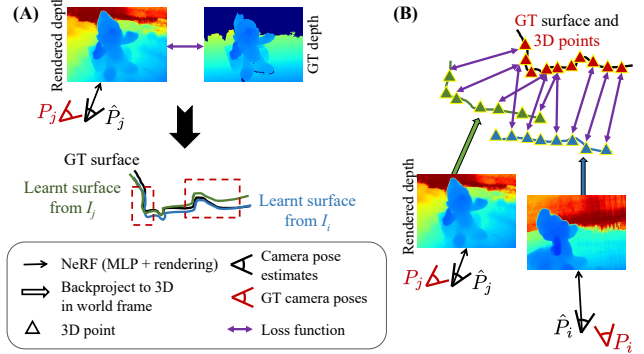 (A)
Rendered depth
GT depth
P_j
P̂_j
GT surface
Learnt surface
from I_j
Learnt surface
from I_i
NeRF (MLP + rendering)
Backproject to 3D
in world frame
3D point
Camera pose
estimates
GT camera poses
Loss function
(B)
GT surface and
3D points
Rendered depth
P_j
P̂_j
P̂_i
P_i